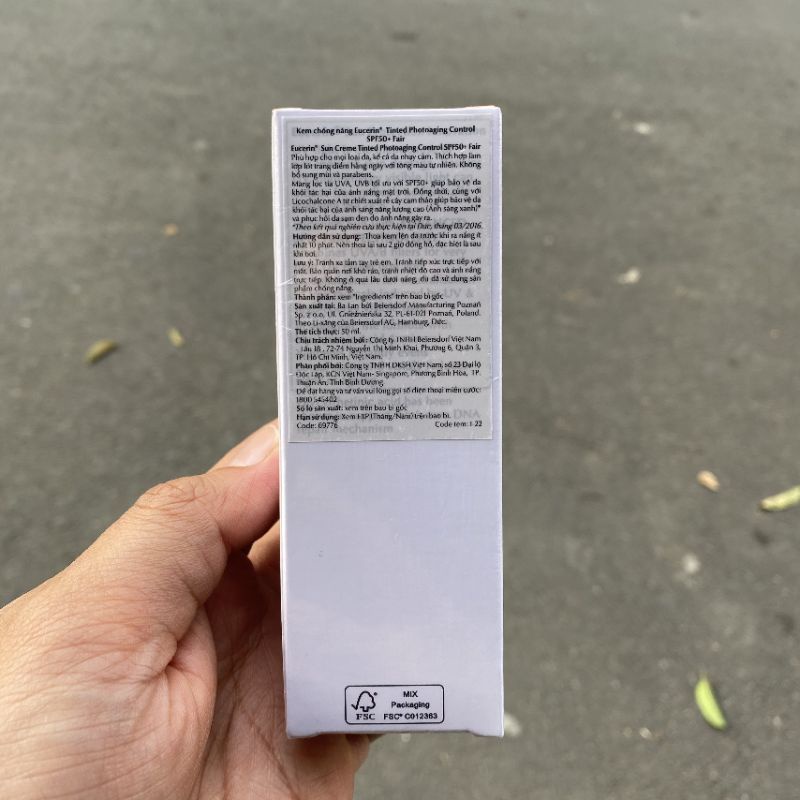 Kem chống nắng Eucerin® Tinted Photoaging Control
SPF50+ Fair
Eucerin® Sun Creme Tinted Photoaging Control SPF50+ Fair
Phù hợp cho mọi loại da, kể cả da nhạy cảm. Thích hợp làm
lớp lót trang điểm hằng ngày với tông màu tự nhiên. Không
bổ sung mùi và parabens.
Màng lọc tia UVA, UVB tối ưu với SPF50+ giúp bảo vệ da
khỏi tác hại của ánh nắng mặt trời. Đồng thời, cùng với
Licochalcone A từ chiết xuất rễ cây cam thảo giúp bảo vệ da
khỏi tác hại của ánh sáng năng lượng cao (Ánh sáng xanh)*
và phục hồi da sạm đen do ánh nắng gây ra.
*Theo kết quả nghiên cứu thực hiện tại Đức, tháng 03/2016.
Hướng dẫn sử dụng: Thoa kem lên da trước khi ra nắng ít
nhất 10 phút. Nên thoa lại sau 2 giờ đồng hồ, đặc biệt là sau
khi bơi.
Lưu ý: Tránh xa tầm tay trẻ em. Tránh tiếp xúc trực tiếp với
mắt. Bảo quản nơi khô ráo, tránh nhiệt độ cao và ánh nắng
trực tiếp. Không ở quá lâu dưới nắng, dù đã sử dụng sản
phẩm chống nắng.
Thành phần: xem "Ingredients" trên bao bì gốc
Sản xuất tại: Ba Lan bởi Beiersdorf Manufacturing Poznań
Sp. z o.o, Ul. Gnieźnieńska 32, PL-61-021 Poznań, Poland.
Theo Li-xăng của Beiersdorf AG, Hamburg, Đức.
Thể tích thực: 50 ml.
Chịu trách nhiệm bởi: Công ty TNHH Beiersdorf Việt Nam
- Lầu 18, 72-74 Nguyễn Thị Minh Khai, Phường 6, Quận 3,
TP. Hồ Chí Minh, Việt Nam.
Phân phối bởi: Công ty TNHH DKSH Việt Nam, số 23 Đại lộ
Độc Lập, KCN Việt Nam- Singapore, Phường Bình Hòa, TP.
Thuận An, Tỉnh Bình Dương.
Để đặt hàng và tư vấn vui lòng gọi số điện thoại miễn cước:
1800 545402
Số lô sản xuất: xem trên bao bì gốc
Hạn sử dụng: Xem EXP (Tháng/Năm) trên bao bì.
Code: 69776 Code tem: I-22
DNA
mechanism
FSC
MIX
Packaging
FSC® C012363